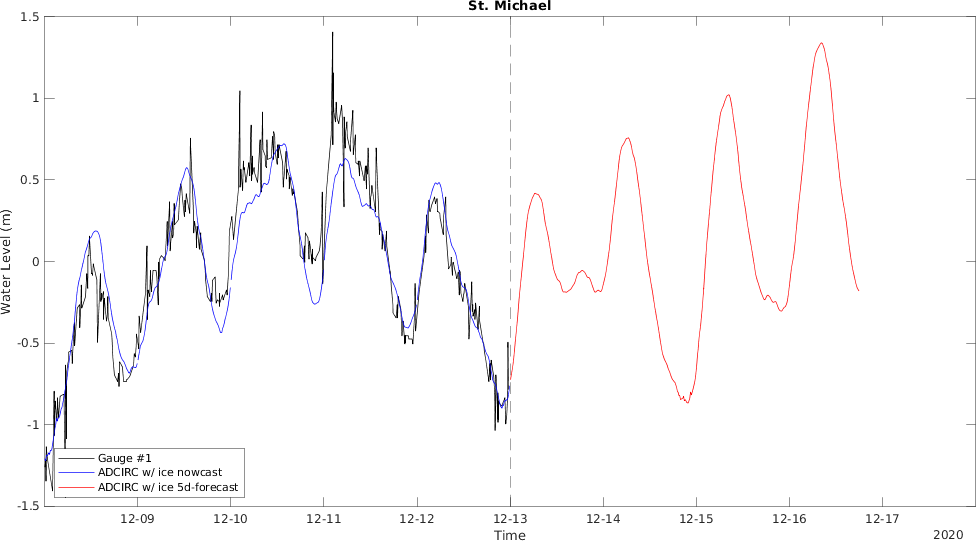 St. Michael
1.5
1
0.5
0
-0.5
-1
-1.5
Water Level (m)
Gauge #1
ADCIRC w/ ice nowcast
ADCIRC w/ ice 5d-forecast
12-09 12-10 12-11 12-12 12-13 12-14 12-15 12-16 12-17
Time
2020